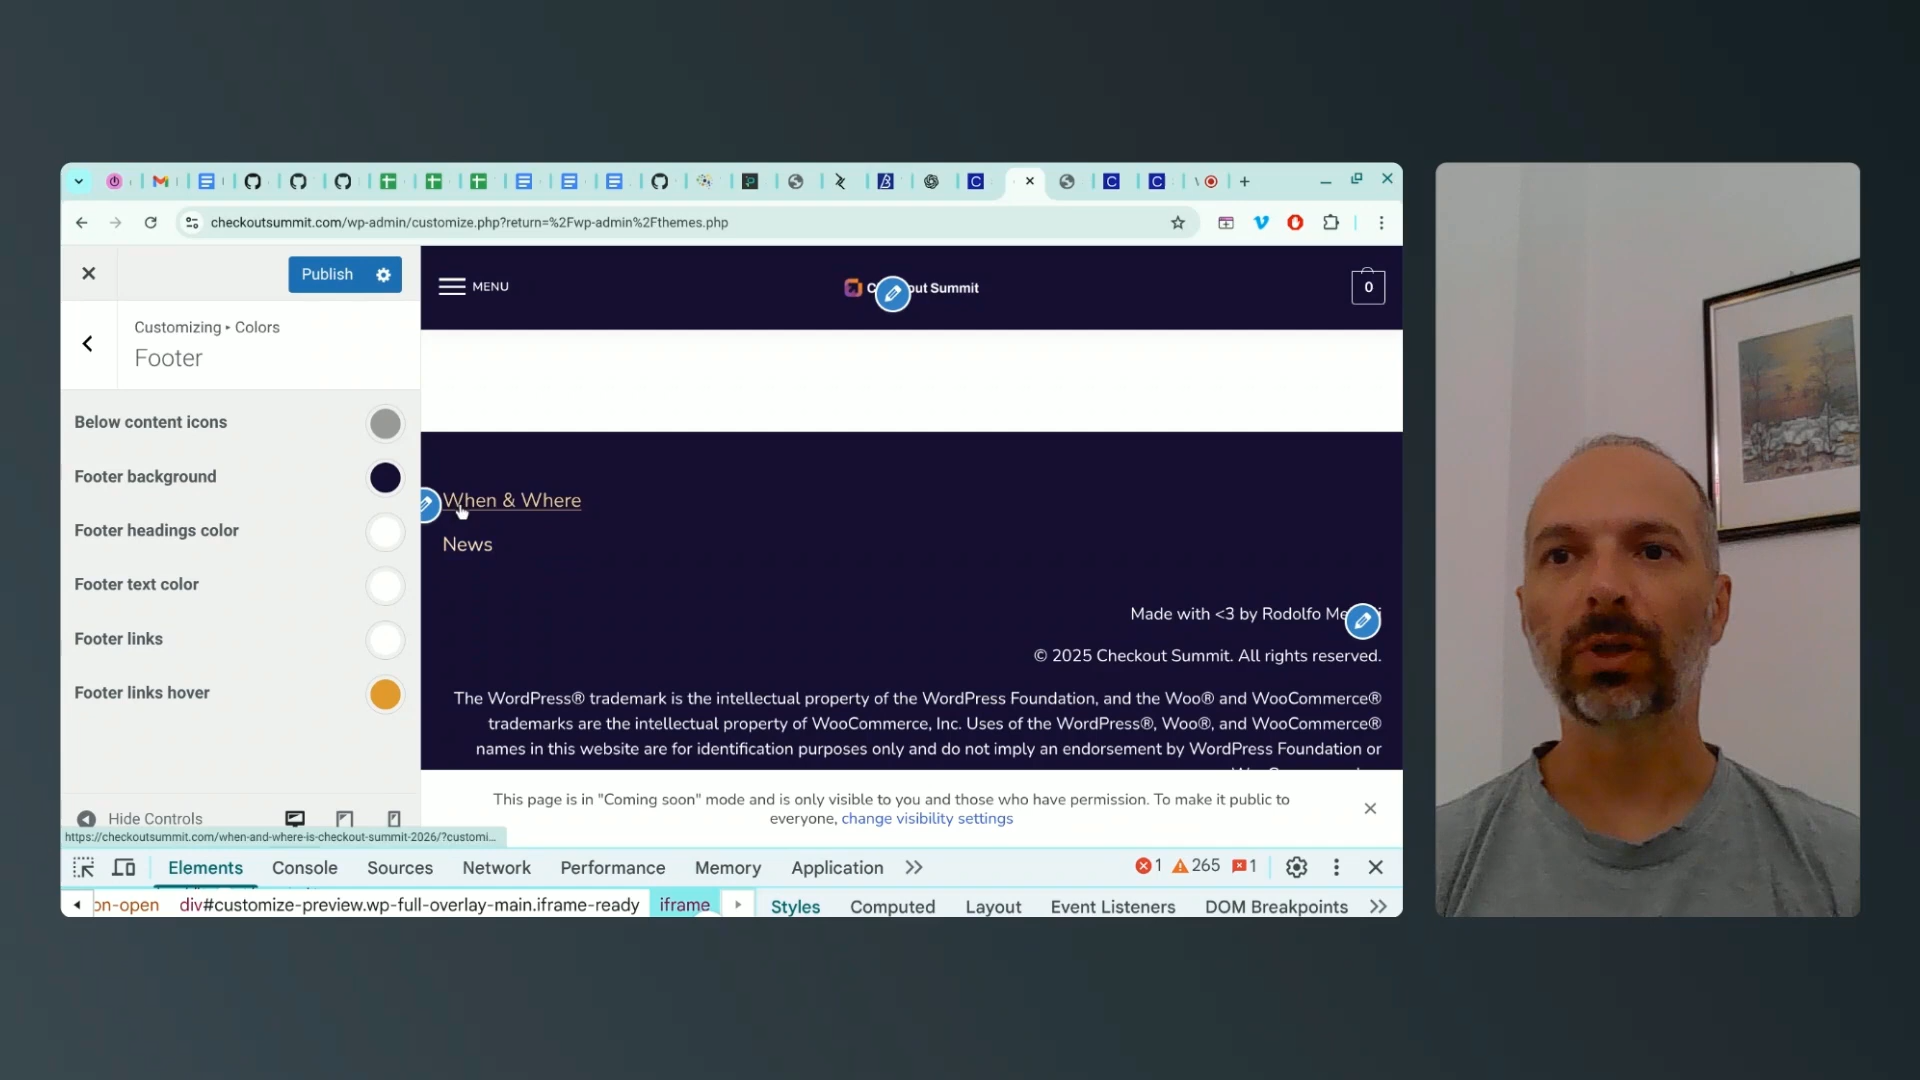 checkoutsummit.com/wp-admin/customize.php?return=%2Fwp-admin%2Fthemes.php
Publish
Customizing ▸ Colors
Footer
Below content icons
Footer background
Footer headings color
Footer text color
Footer links
Footer links hover
Hide Controls
https://checkoutsummit.com/when-and-where-is-checkout-summit-2026/?customi...
MENU
out Summit
0
When & Where
News
Made with <3 by Rodolfo
© 2025 Checkout Summit. All rights reserved.
The WordPress® trademark is the intellectual property of the WordPress Foundation, and the Woo® and WooCommerce®
trademarks are the intellectual property of WooCommerce, Inc. Uses of the WordPress®, Woo®, and WooCommerce®
names in this website are for identification purposes only and do not imply an endorsement by WordPress Foundation or
This page is in "Coming soon" mode and is only visible to you and those who have permission. To make it public to
everyone, change visibility settings
Elements Console Sources Network Performance Memory Application
1 265 1
on-open div#customize-preview.wp-full-overlay-main.iframe-ready iframe
Styles Computed Layout Event Listeners DOM Breakpoints